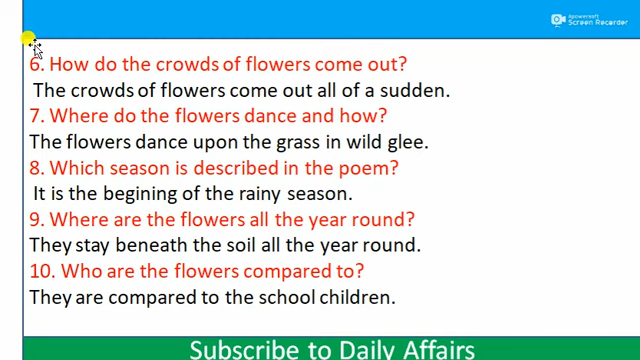 Apowersoft
Screen Recorder
6. How do the crowds of flowers come out?
The crowds of flowers come out all of a sudden.
7. Where do the flowers dance and how?
The flowers dance upon the grass in wild glee.
8. Which season is described in the poem?
It is the begining of the rainy season.
9. Where are the flowers all the year round?
They stay beneath the soil all the year round.
10. Who are the flowers compared to?
They are compared to the school children.
Subscribe to Daily Affairs